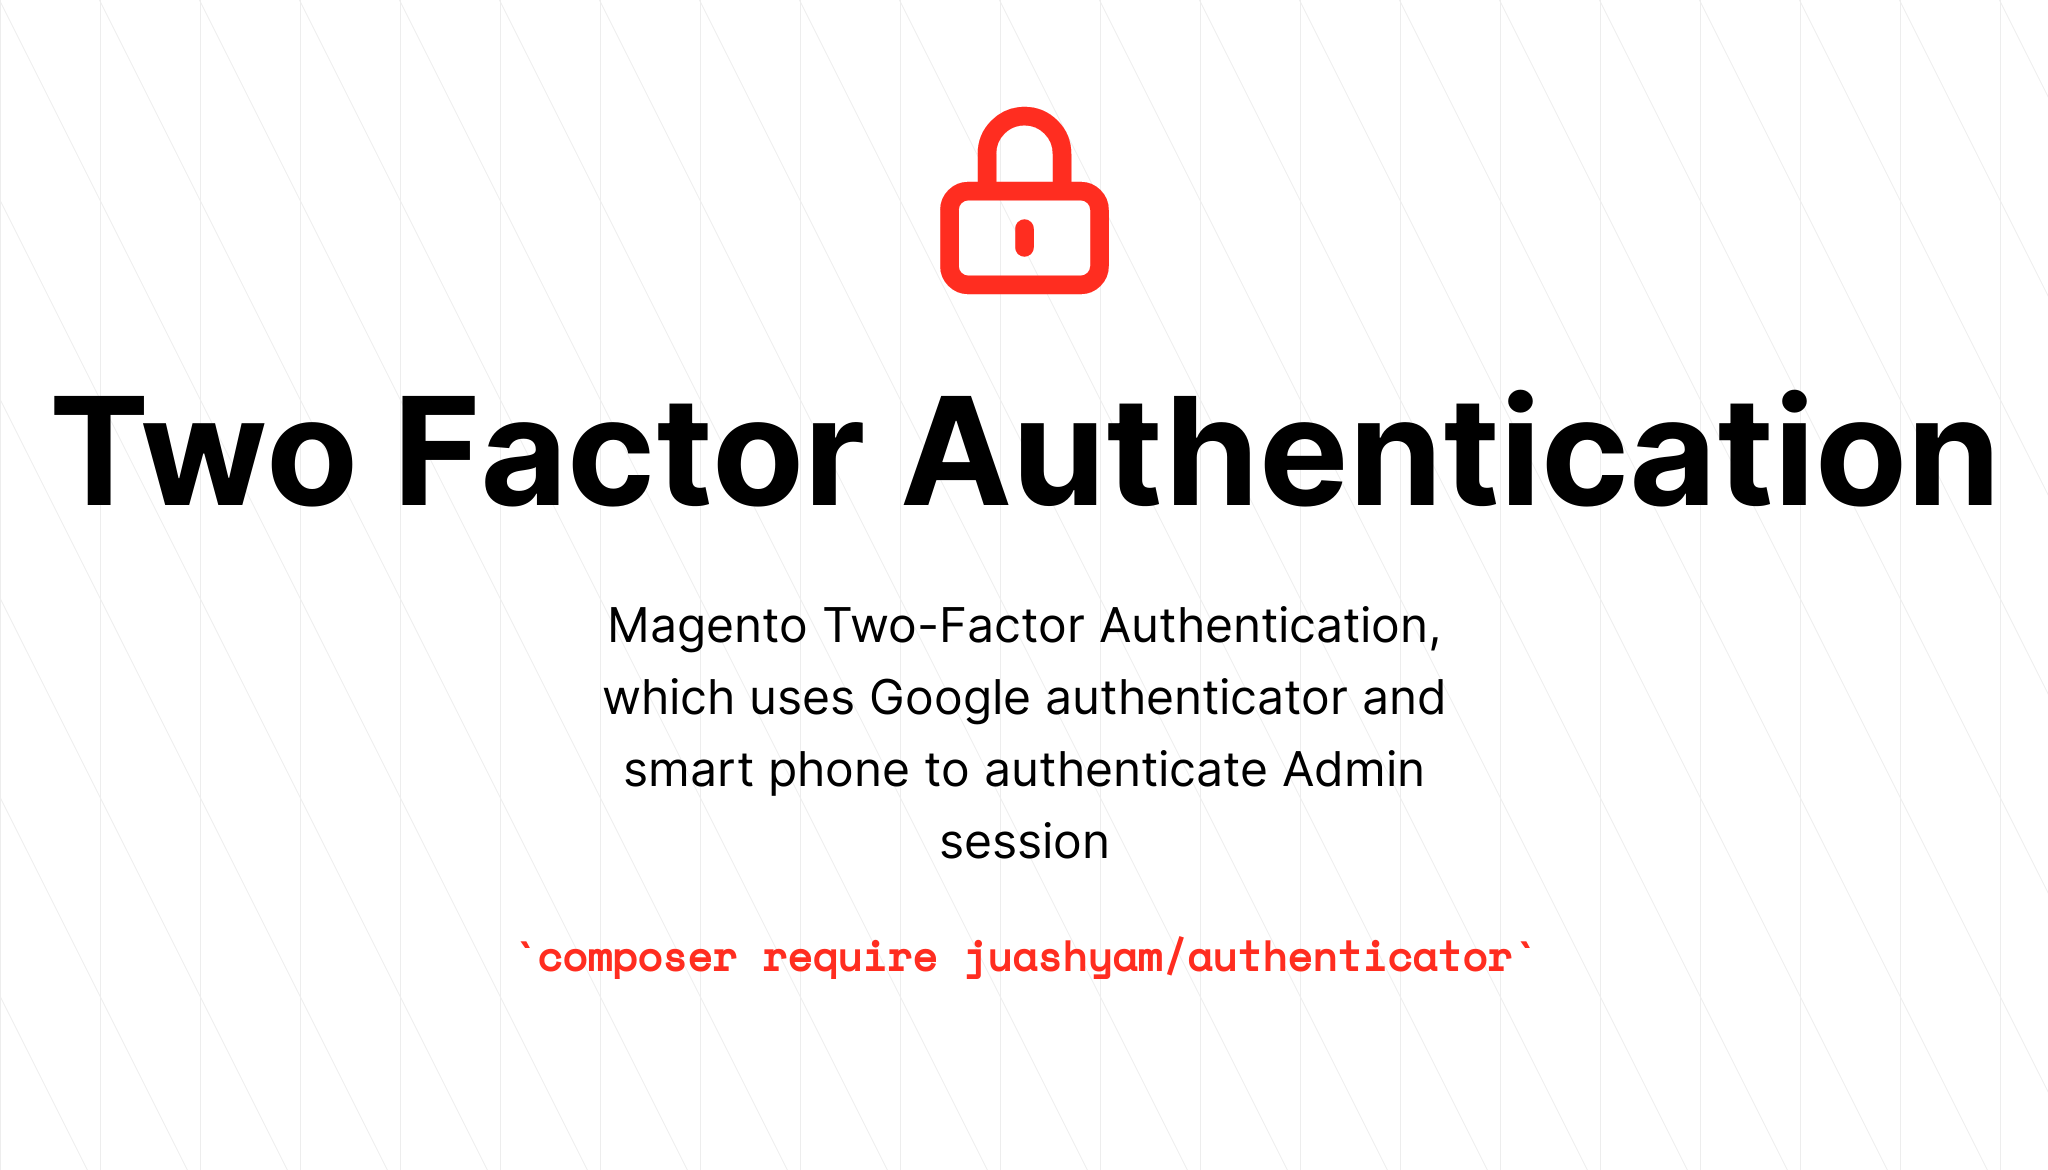 Two Factor Authentication
Magento Two-Factor Authentication,
which uses Google authenticator and
smart phone to authenticate Admin
session
`composer require juashyam/authenticator`